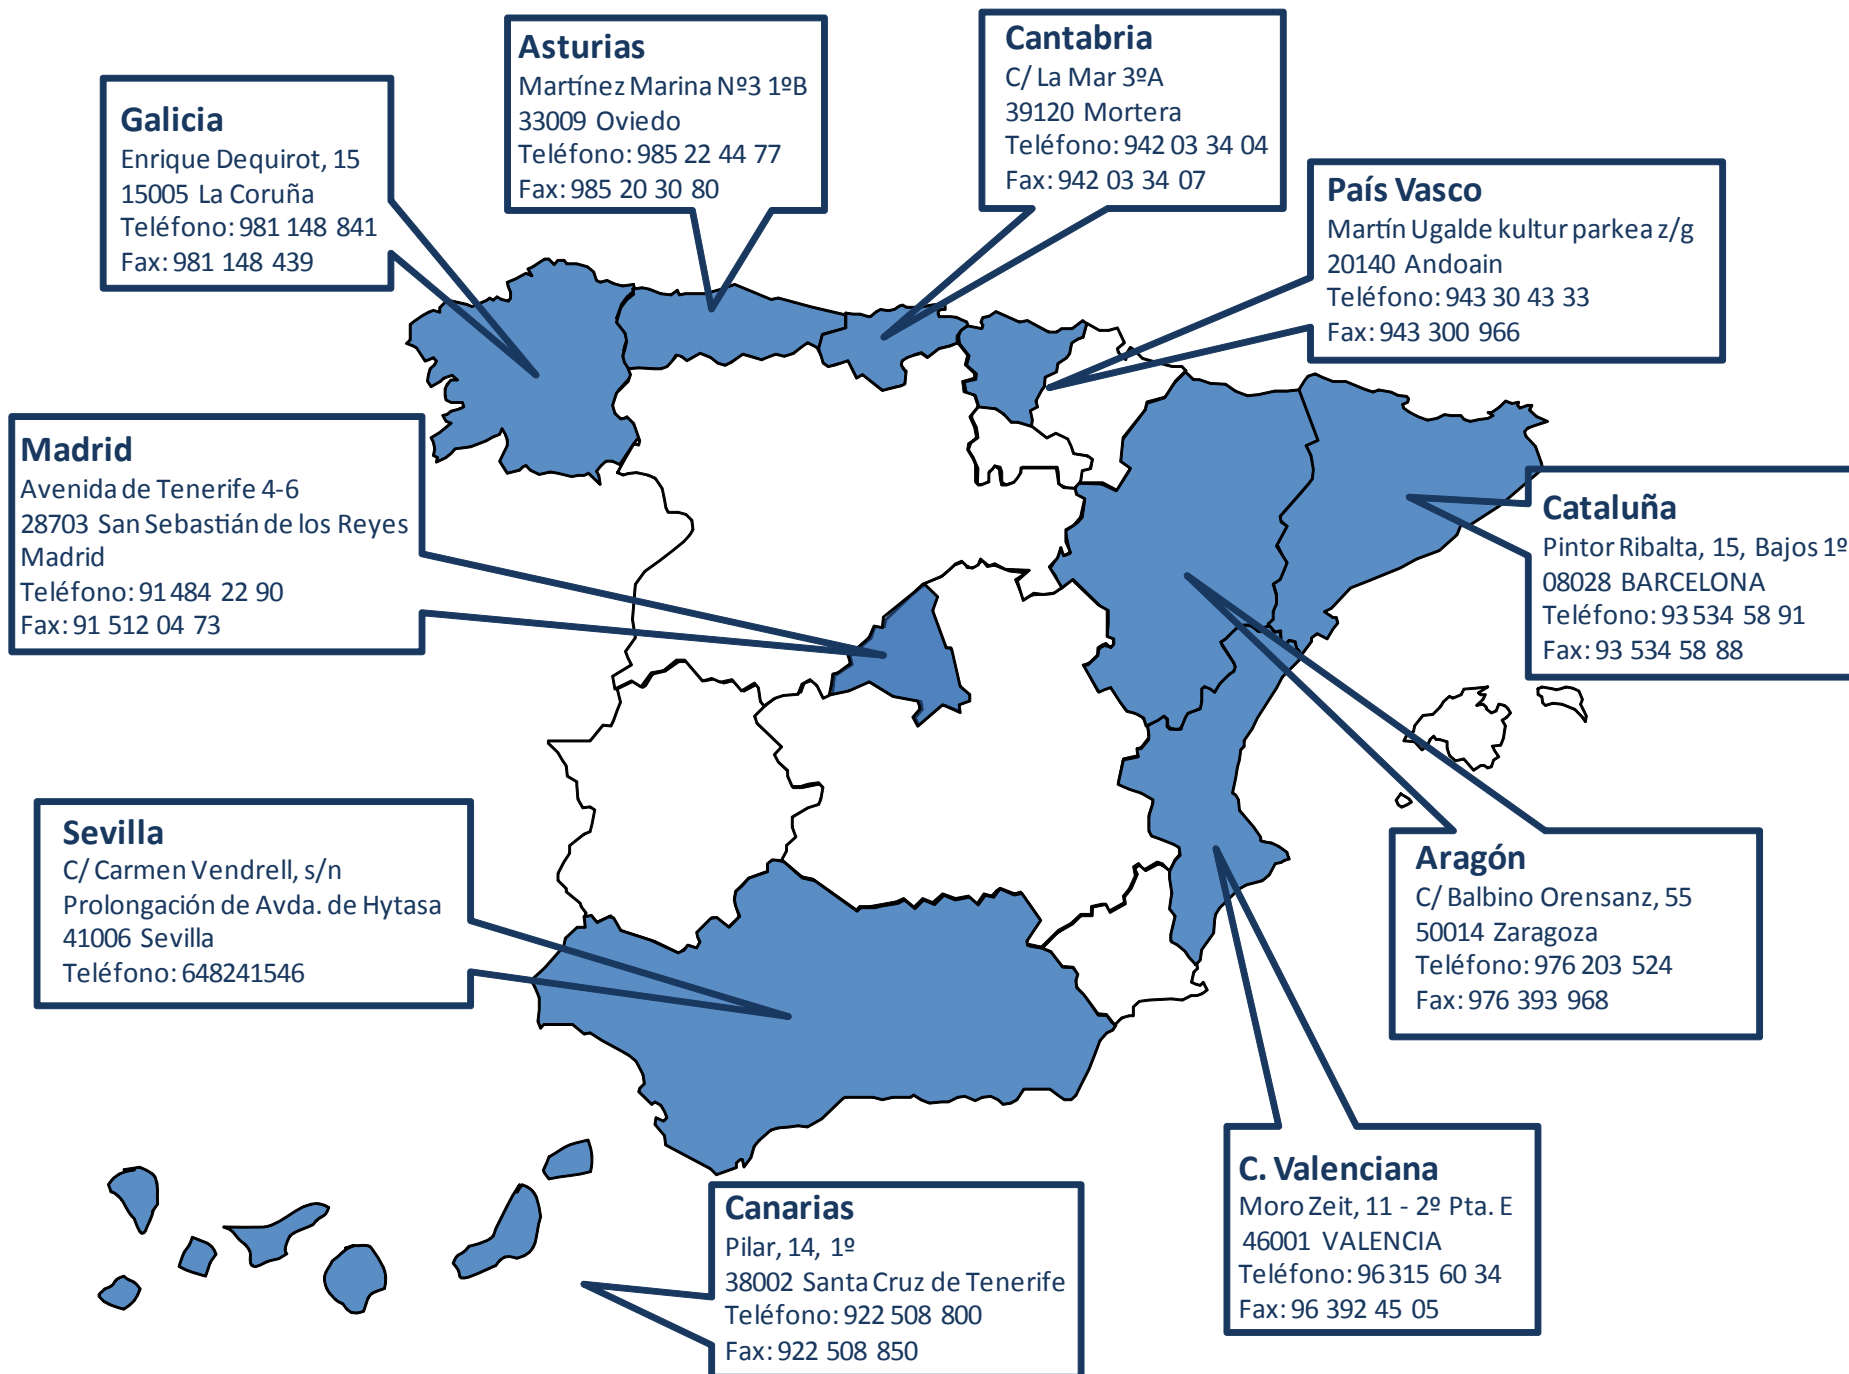 Asturias
Martínez Marina Nº3 1ºB
33009 Oviedo
Teléfono: 985 22 44 77
Fax: 985 20 30 80
Cantabria
C/ La Mar 3ºA
39120 Mortera
Teléfono: 942 03 34 04
Fax: 942 03 34 07
Galicia
Enrique Dequirot, 15
15005 La Coruña
Teléfono: 981 148 841
Fax: 981 148 439
País Vasco
Martín Ugalde kultur parkea z/g
20140 Andoain
Teléfono: 943 30 43 33
Fax: 943 300 966
Madrid
Avenida de Tenerife 4-6
28703 San Sebastián de los Reyes
Madrid
Teléfono: 91 484 22 90
Fax: 91 512 04 73
Cataluña
Pintor Ribalta, 15, Bajos 1º
08028 BARCELONA
Teléfono: 93 534 58 91
Fax: 93 534 58 88
Sevilla
C/ Carmen Vendrell, s/n
Prolongación de Avda. de Hytasa
41006 Sevilla
Teléfono: 648241546
Aragón
C/ Balbino Orensanz, 55
50014 Zaragoza
Teléfono: 976 203 524
Fax: 976 393 968
C. Valenciana
Moro Zeit, 11 - 2º Pta. E
46001 VALENCIA
Teléfono: 96 315 60 34
Fax: 96 392 45 05
Canarias
Pilar, 14, 1º
38002 Santa Cruz de Tenerife
Teléfono: 922 508 800
Fax: 922 508 850